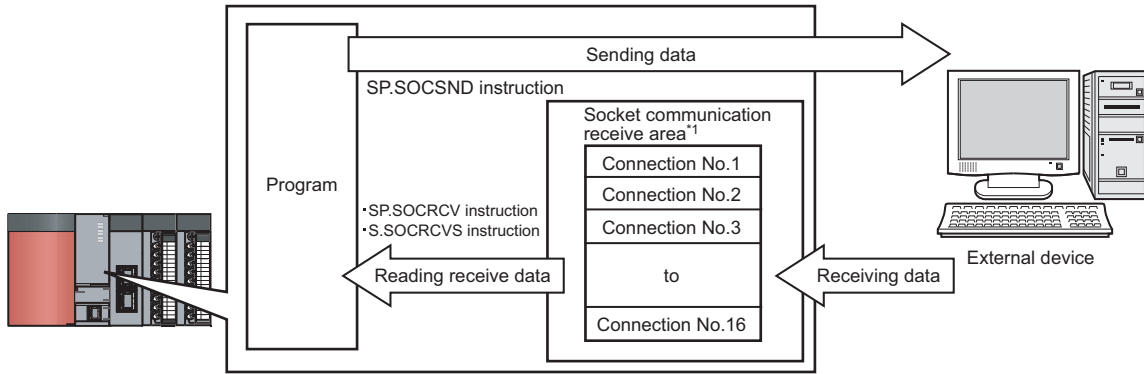 Sending data
SP.SOCSND instruction
Socket communication
receive area*1
Connection No.1
Connection No.2
Connection No.3
to
Connection No.16
Program
▪SP.SOCRCV instruction
▪S.SOCRCVS instruction
Reading receive data
Receiving data
External device